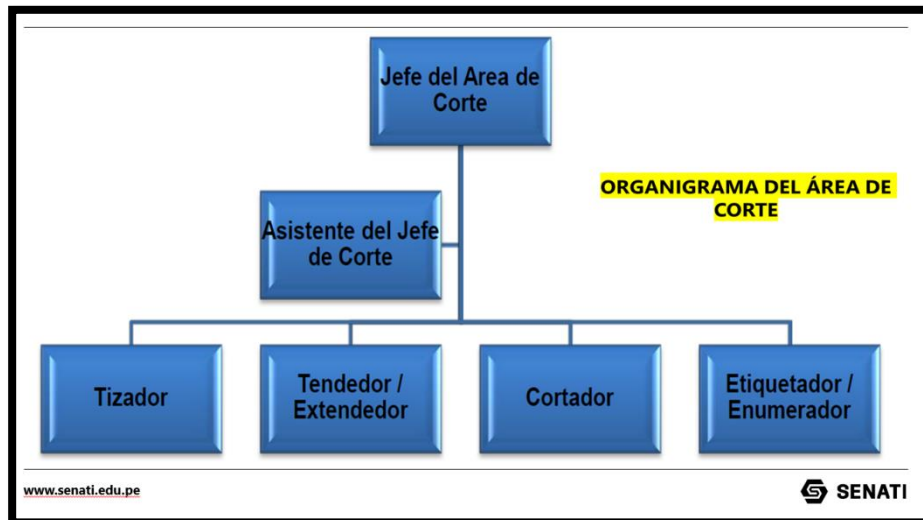 Jefe del Area de
Corte
ORGANIGRAMA DEL ÁREA DE
CORTE
Asistente del Jefe
de Corte
Tizador
Tendedor /
Extendedor
Cortador
Etiquetador /
Enumerador
www.senati.edu.pe
SENATI